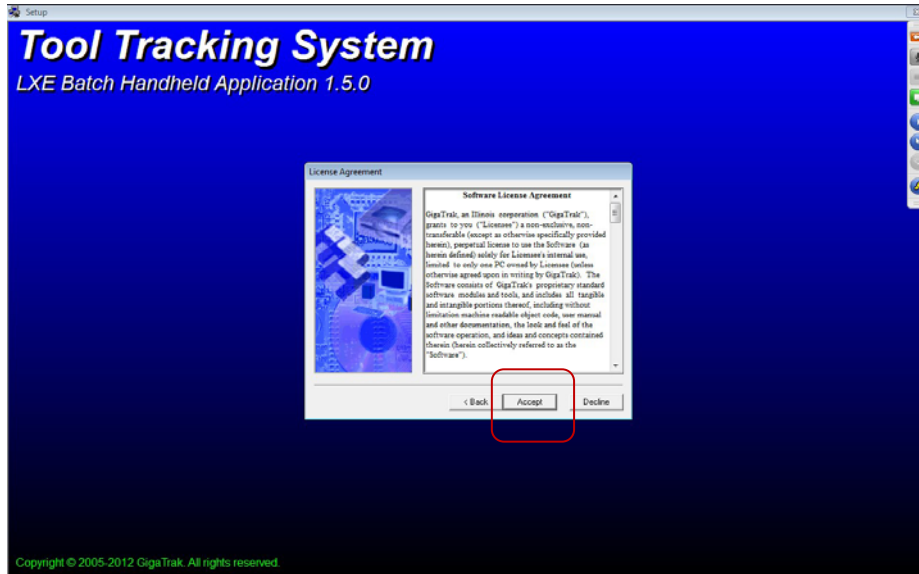 Setup
Tool Tracking System
LXE Batch Handheld Application 1.5.0
License Agreement
Software License Agreement
GigaTrak, an Illinois corporation ("GigaTrak"),
grants to you ("Licensee") a non-exclusive, non-
transferable (except as otherwise specifically provided
herein), perpetual license to use the Software (as
herein defined) solely for Licensee's internal use,
limited to only one PC owned by Licensee (unless
otherwise agreed upon in writing by GigaTrak). The
Software consists of GigaTrak's proprietary standard
software modules and tools, and includes all tangible
and intangible portions thereof, including without
limitation machine readable object code, user manual
and other documentation, the look and feel of the
software operation, and ideas and concepts contained
therein (herein collectively referred to as the
"Software").
< Back Accept Decline
Copyright © 2005-2012 GigaTrak. All rights reserved.